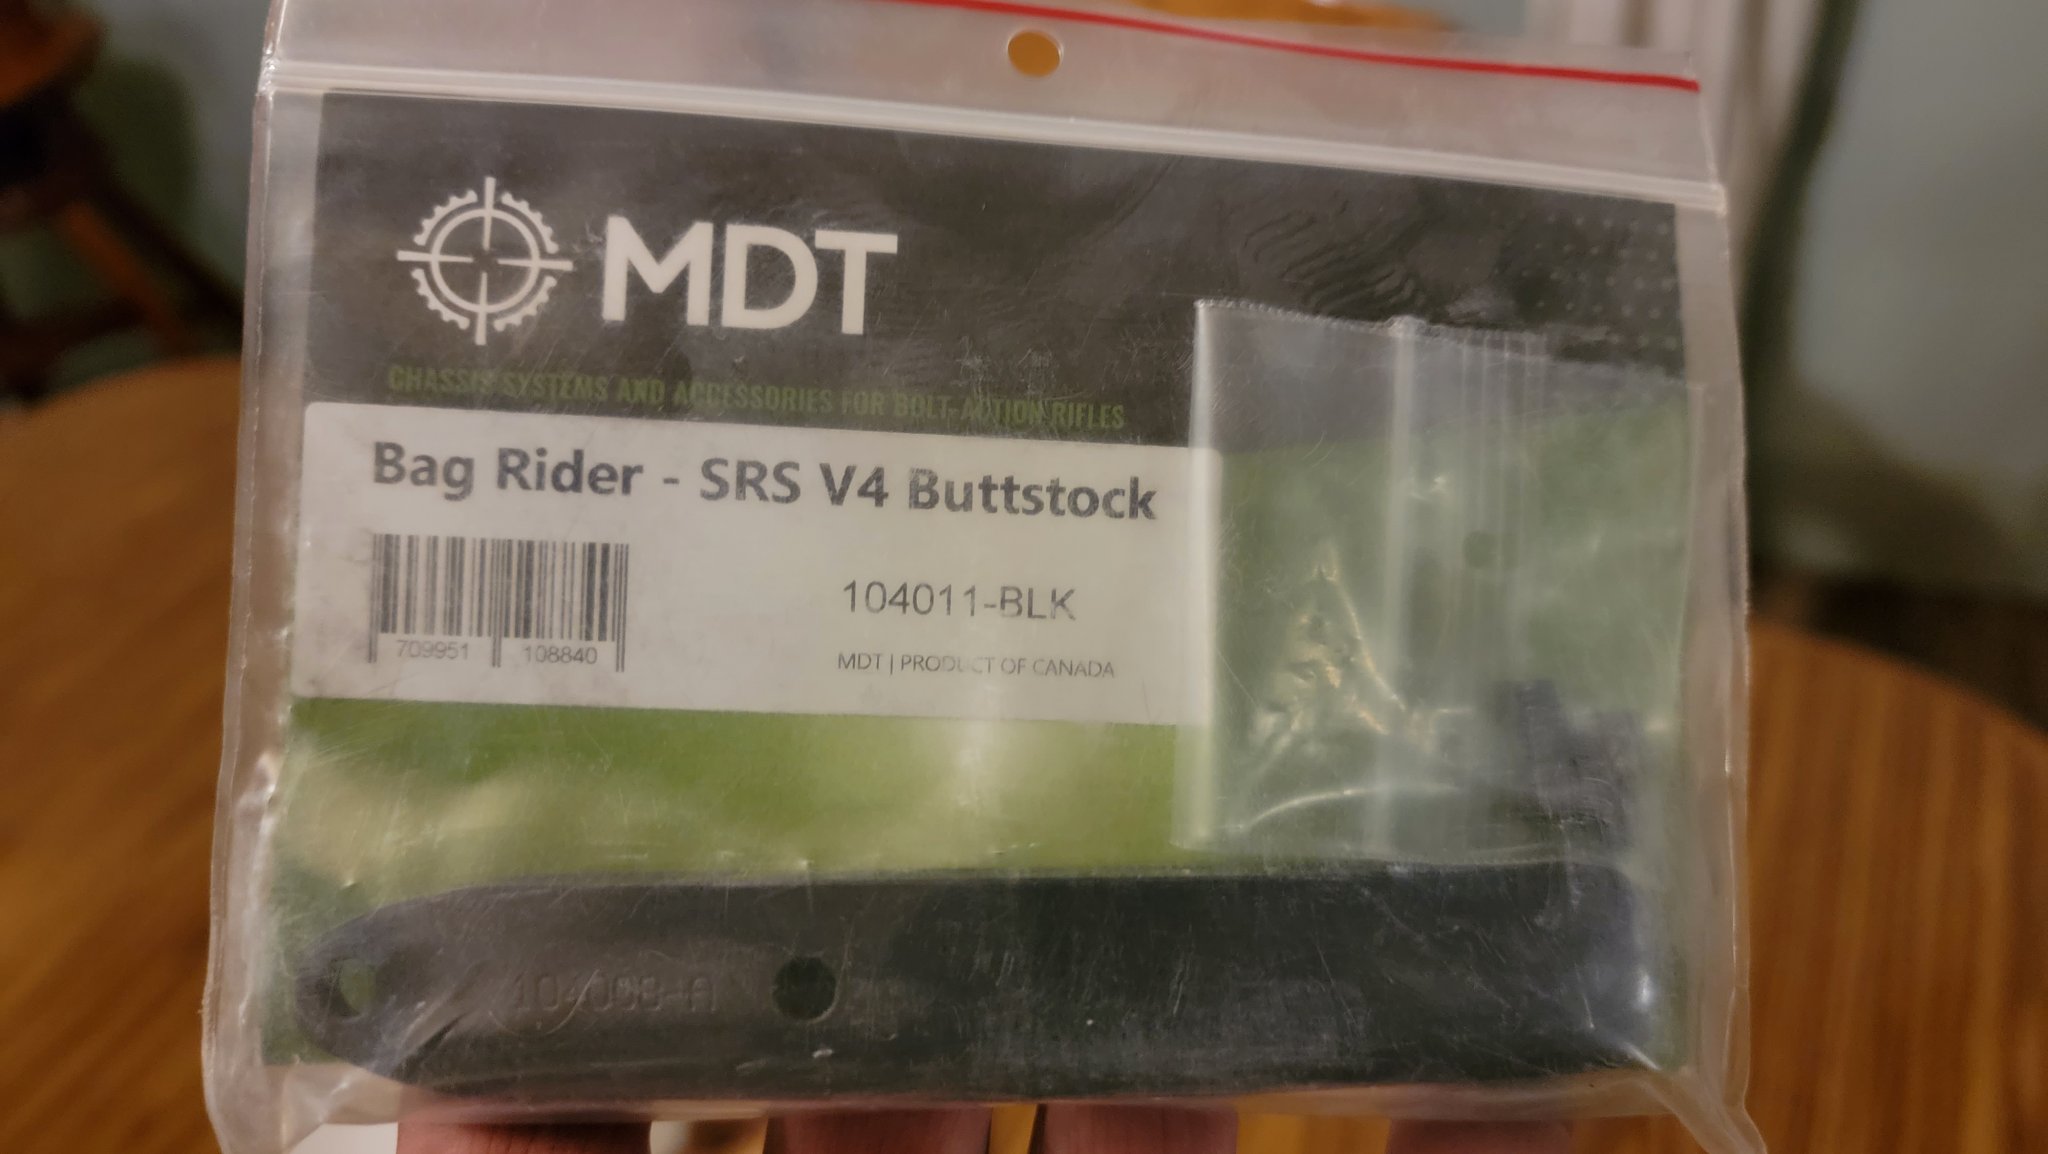 MDT
CHASSIS SYSTEMS AND ACCESSORIES FOR BOLT-ACTION RIFLES
Bag Rider - SRS V4 Buttstock
709951 108840
104011-BLK
MDT | PRODUCT OF CANADA
104088-A